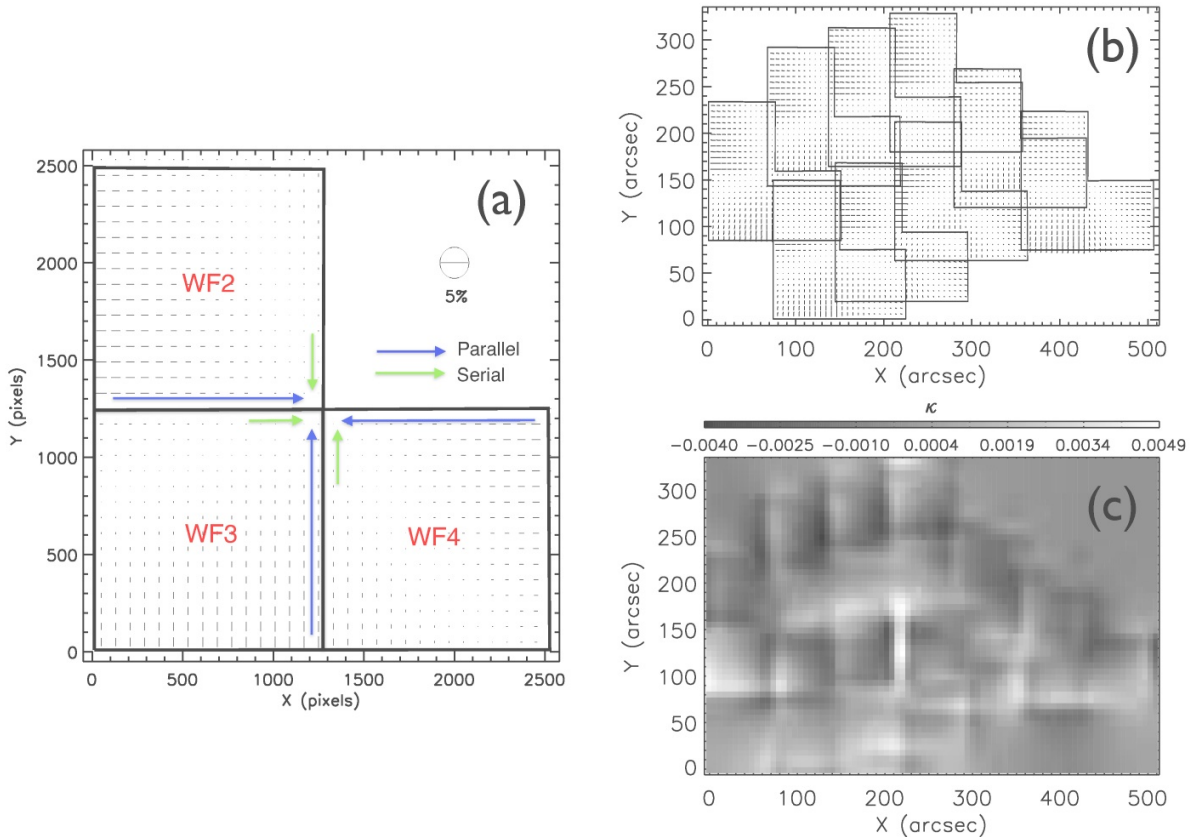 (a)
WF2
5%
Parallel
Serial
WF3
WF4
2500
2000
1500
1000
500
0
Y (pixels)
0 500 1000 1500 2000 2500
X (pixels)
(b)
300
250
200
150
100
50
0
Y (arcsec)
0 100 200 300 400 500
X (arcsec)
κ
−0.0040 −0.0025 −0.0010 0.0004 0.0019 0.0034 0.0049
(c)
300
250
200
150
100
50
0
Y (arcsec)
0 100 200 300 400 500
X (arcsec)